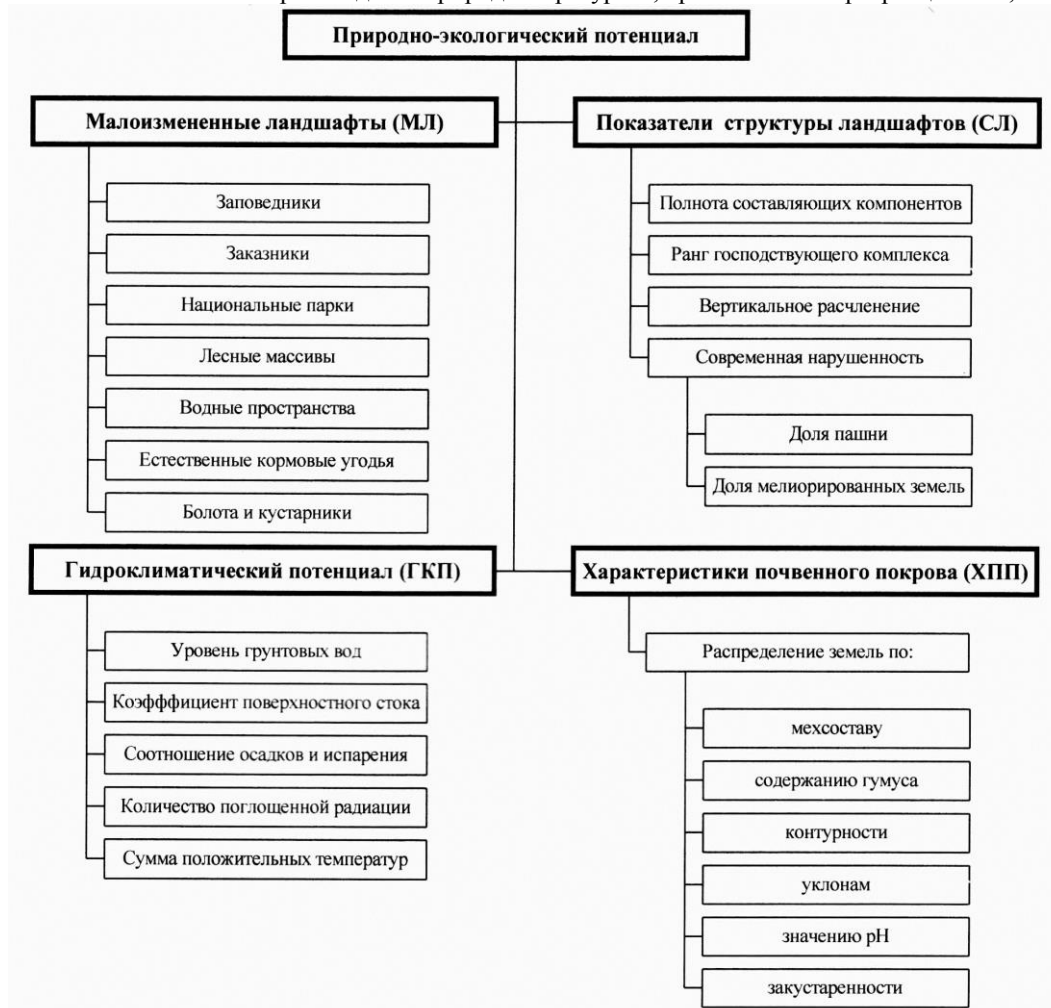 Природно-экологический потенциал
Малоизмененные ландшафты (МЛ)
Заповедники
Заказники
Национальные парки
Лесные массивы
Водные пространства
Естественные кормовые угодья
Болота и кустарники
Показатели структуры ландшафтов (СЛ)
Полнота составляющих компонентов
Ранг господствующего комплекса
Вертикальное расчленение
Современная нарушенность
Доля пашни
Доля мелиорированных земель
Гидроклиматический потенциал (ГКП)
Уровень грунтовых вод
Коэфффициент поверхностного стока
Соотношение осадков и испарения
Количество поглощенной радиации
Сумма положительных температур
Характеристики почвенного покрова (ХПП)
Распределение земель по:
мехсоставу
содержанию гумуса
контурности
уклонам
значению pH
закустаренности